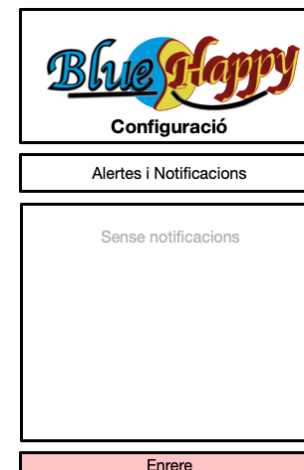 Blue Happy
Configuració
Alertes i Notificacions
Sense notificacions
Enrere